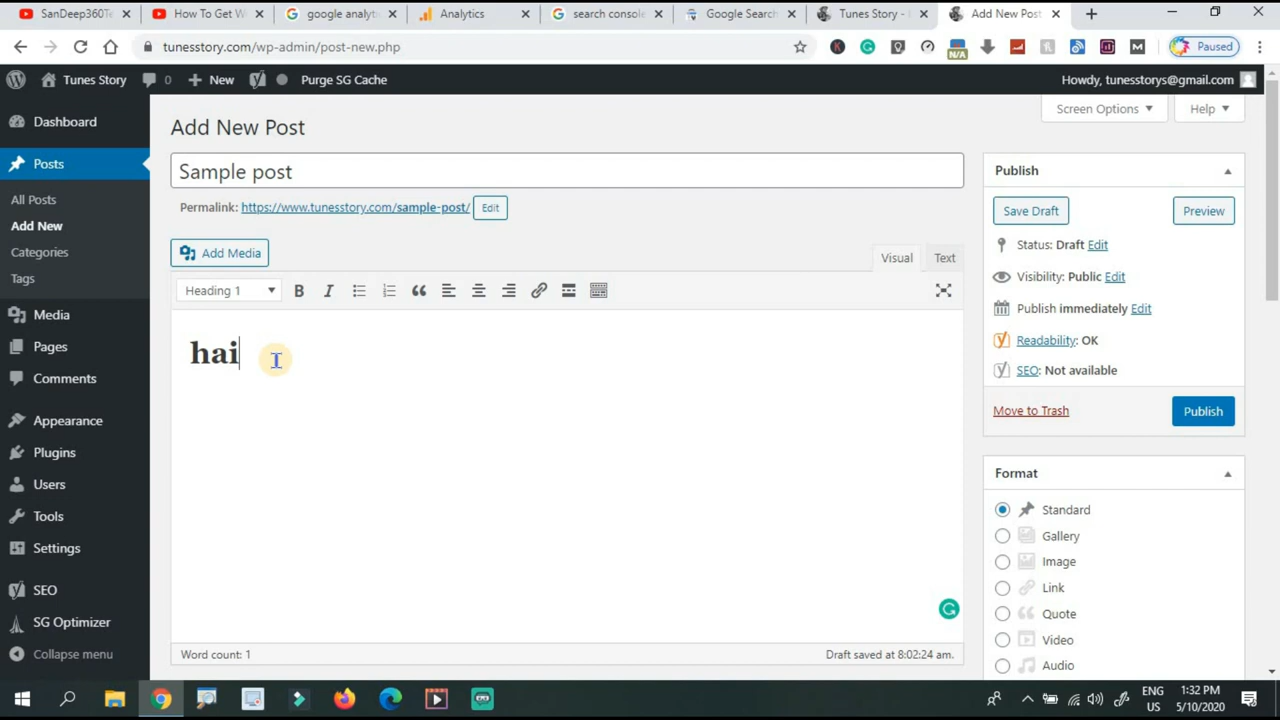 SanDeep360Te
How To Get W
google analyti
Analytics
search console
Google Searc
Tunes Story -
Add New Post
tunesstory.com/wp-admin/post-new.php
N/A
Paused
Tunes Story
0
New
Purge SG Cache
Howdy, tunesstorys@gmail.com
Screen Options
Help
Dashboard
Posts
All Posts
Add New
Categories
Tags
Media
Pages
Comments
Appearance
Plugins
Users
Tools
Settings
SEO
SG Optimizer
Collapse menu
Add New Post
Sample post
Permalink: https://www.tunesstory.com/sample-post/ Edit
Add Media
Visual
Text
Heading 1
B I
hai
Word count: 1
Draft saved at 8:02:24 am.
Publish
Save Draft
Preview
Status: Draft Edit
Visibility: Public Edit
Publish immediately Edit
Readability: OK
SEO: Not available
Move to Trash
Publish
Format
Standard
Gallery
Image
Link
Quote
Video
Audio
ENG
US
1:32 PM
5/10/2020